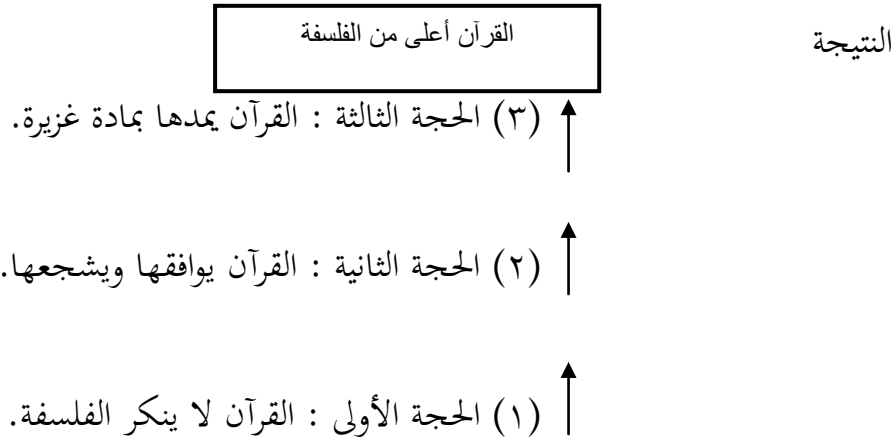 النتيجة
القرآن أعلى من الفلسفة
(٣) الحجة الثالثة : القرآن يمدها بمادة غزيرة.
(٢) الحجة الثانية : القرآن يوافقها ويشجعها.
(١) الحجة الأولى : القرآن لا ينكر الفلسفة.